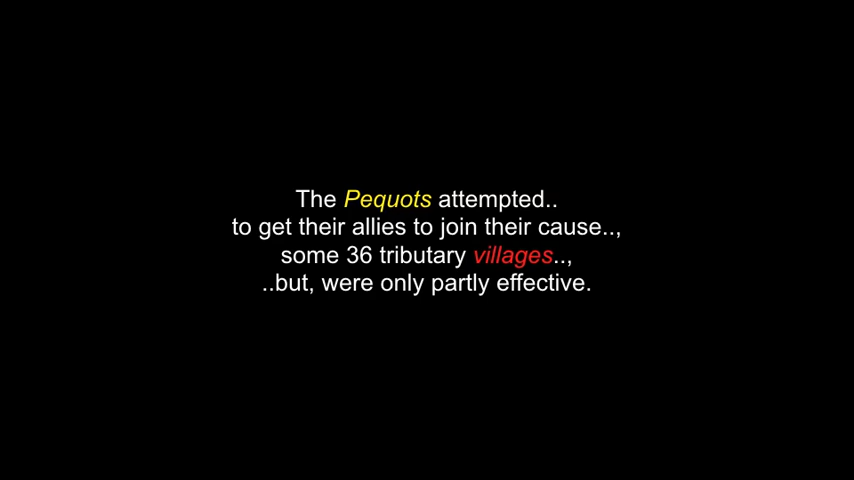 The Pequots attempted..
to get their allies to join their cause..,
some 36 tributary villages..,
..but, were only partly effective.